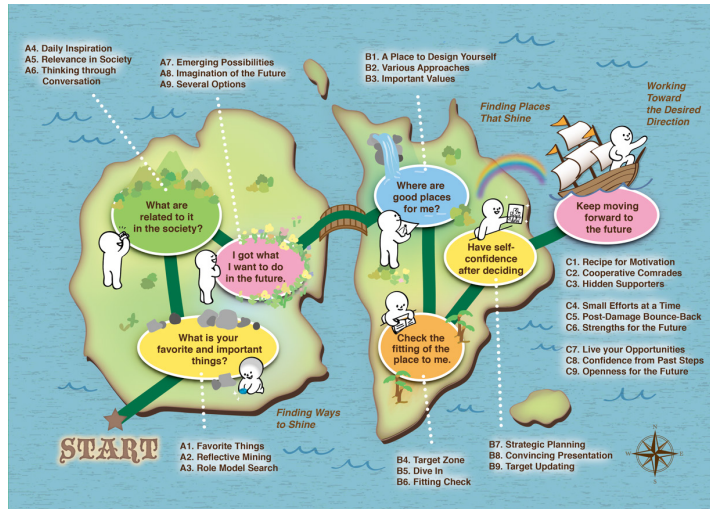 A4. Daily Inspiration
A5. Relevance in Society
A6. Thinking through
Conversation
A7. Emerging Possibilities
A8. Imagination of the Future
A9. Several Options
B1. A Place to Design Yourself
B2. Various Approaches
B3. Important Values
Finding Places
That Shine
Working
Toward
the Desired
Direction
What are
related to it
in the society?
I got what
I want to do
in the future.
What is your
favorite and important
things?
Where are
good places
for me?
Have self-
confidence
after deciding
Check the
fitting of the
place to me.
Keep moving
forward to
the future
C1. Recipe for Motivation
C2. Cooperative Comrades
C3. Hidden Supporters
C4. Small Efforts at a Time
C5. Post-Damage Bounce-Back
C6. Strengths for the Future
C7. Live your Opportunities
C8. Confidence from Past Steps
C9. Openness for the Future
Finding Ways
to Shine
START
A1. Favorite Things
A2. Reflective Mining
A3. Role Model Search
B4. Target Zone
B5. Dive In
B6. Fitting Check
B7. Strategic Planning
B8. Convincing Presentation
B9. Target Updating
N
W
E
S